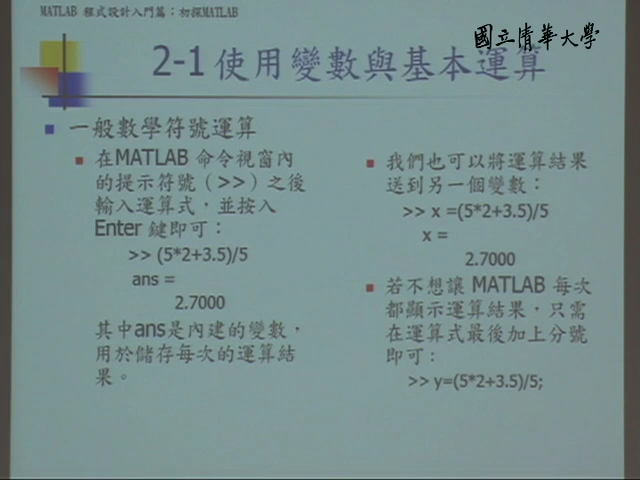 MATLAB 程式設計入門篇：初探MATLAB
國立清華大學
2-1 使用變數與基本運算
一般數學符號運算
在MATLAB 命令視窗內
的提示符號（>>）之後
輸入運算式，並按入
Enter 鍵即可：
>> (5*2+3.5)/5
ans =
2.7000
其中ans是內建的變數，
用於儲存每次的運算結
果。
我們也可以將運算結果
送到另一個變數：
>> x =(5*2+3.5)/5
x =
2.7000
若不想讓 MATLAB 每次
都顯示運算結果，只需
在運算式最後加上分號
即可：
>> y=(5*2+3.5)/5;